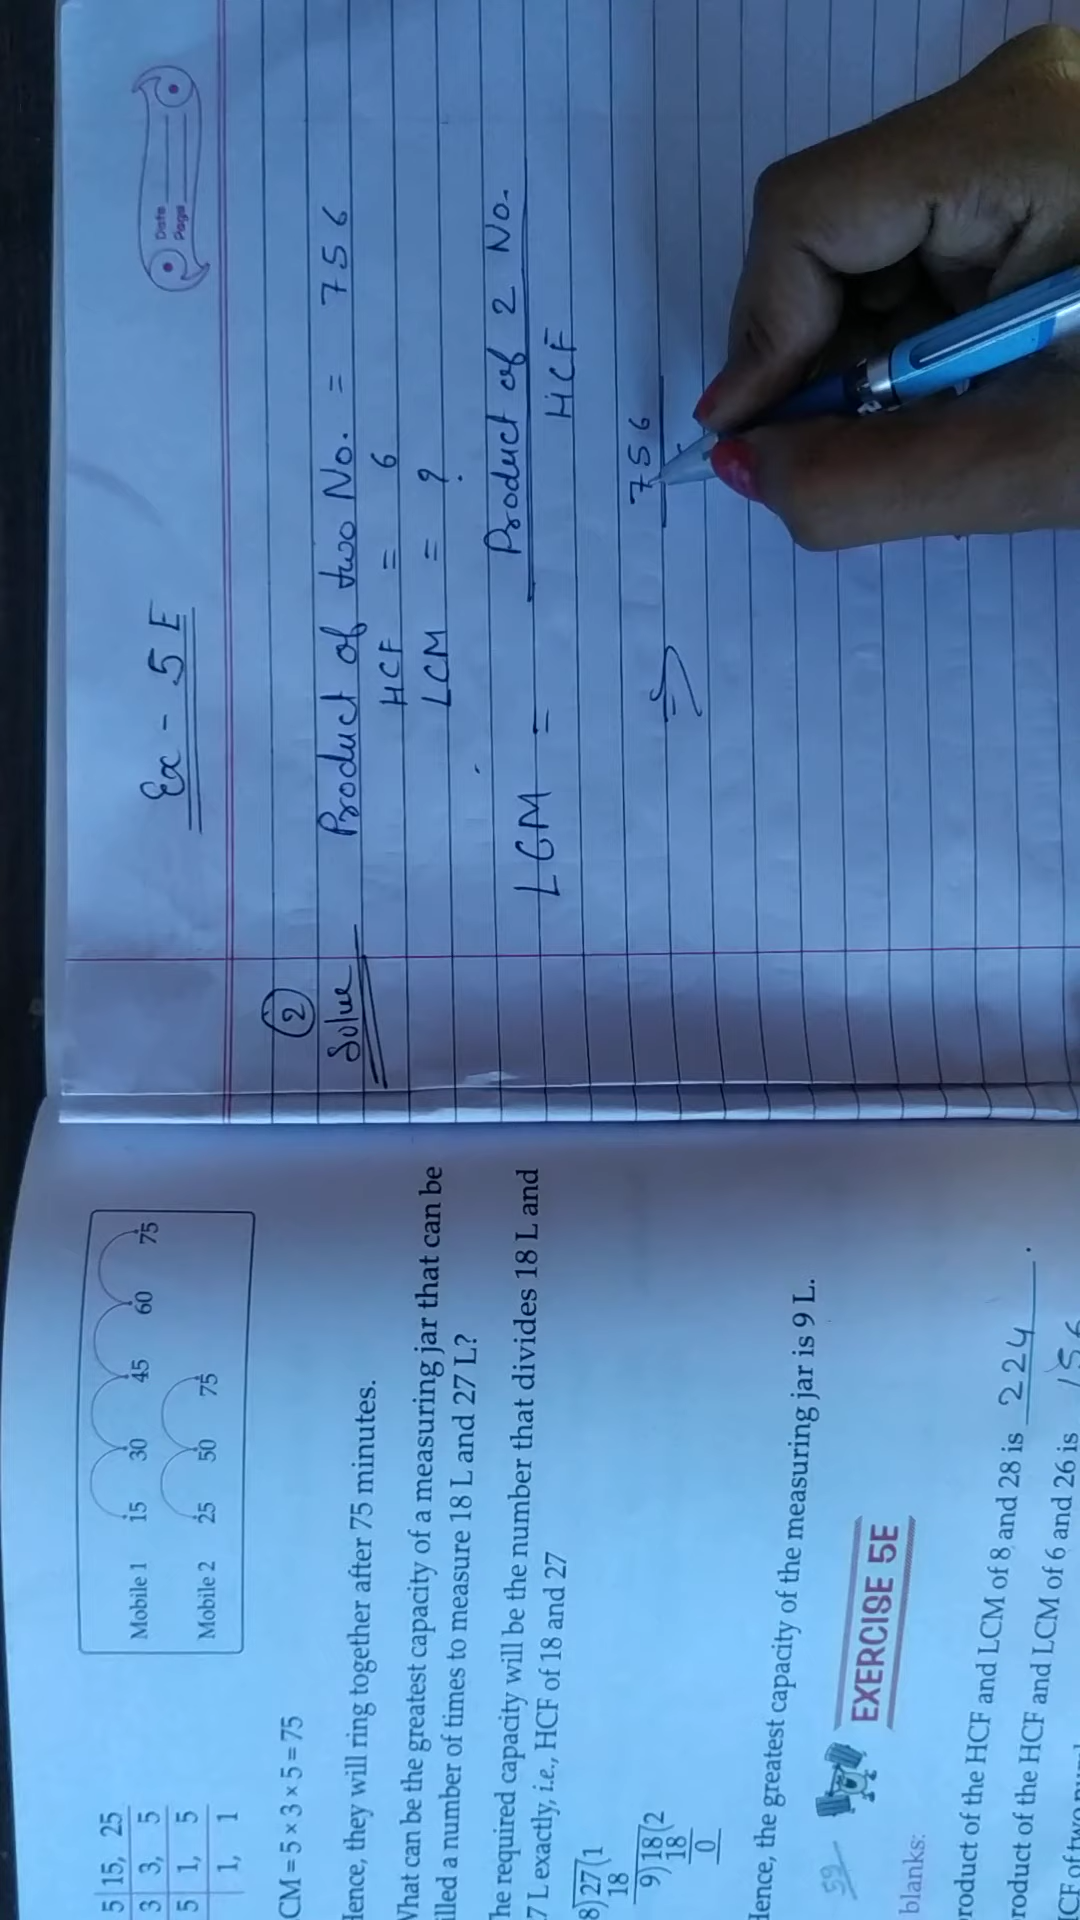 5 | 15, 25
3 | 3, 5
5 | 1, 5
1, 1
Mobile 1 15 30 45 60 75
Mobile 2 25 50 75
CM = 5 × 3 × 5 = 75
Hence, they will ring together after 75 minutes.
What can be the greatest capacity of a measuring jar that can be
illed a number of times to measure 18 L and 27 L?
The required capacity will be the number that divides 18 L and
7 L exactly, i.e., HCF of 18 and 27
8)27(1
18
9)18(2
18
0
Hence, the greatest capacity of the measuring jar is 9 L.
59
EXERCISE 5E
blanks:
roduct of the HCF and LCM of 8 and 28 is 224.
roduct of the HCF and LCM of 6 and 26 is
Date
Page
Ex - 5E
2
Solve Product of two No. = 756
HCF = 6
LCM = ?
LCM = Product of 2 No.
HCF
⇒ 756